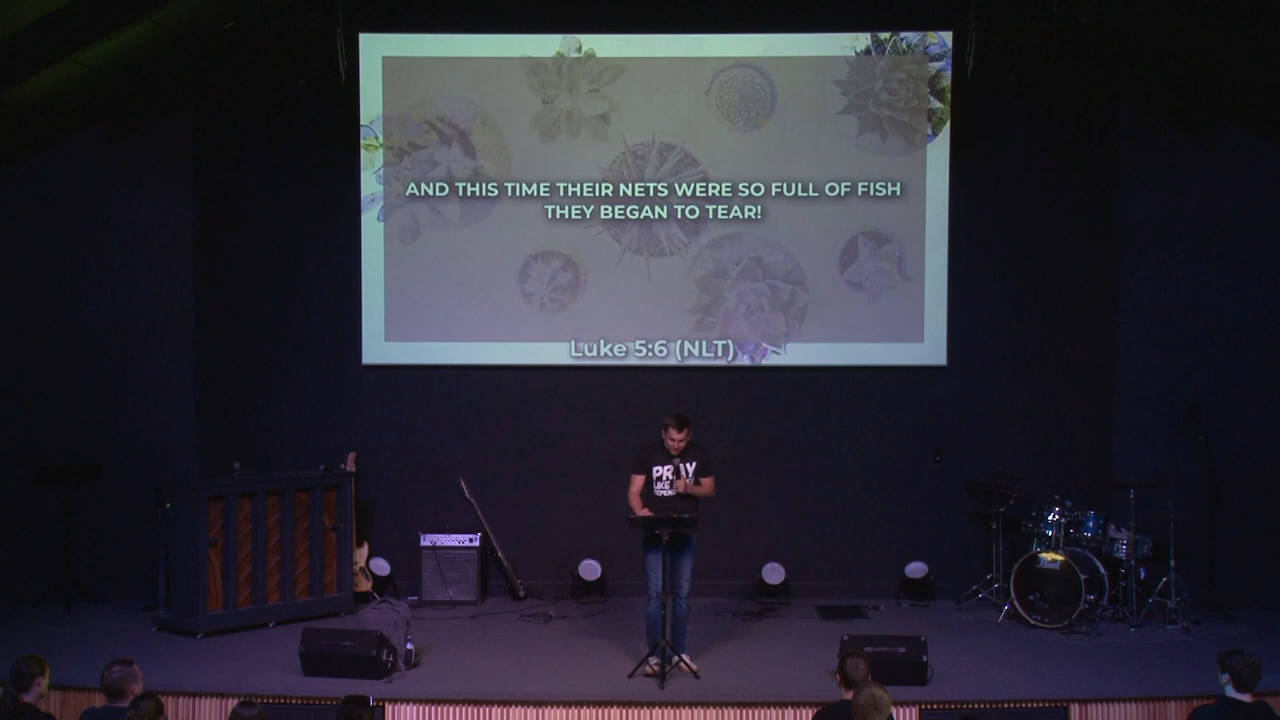 AND THIS TIME THEIR NETS WERE SO FULL OF FISH
THEY BEGAN TO TEAR!
Luke 5:6 (NLT)
PRAY
LIKE